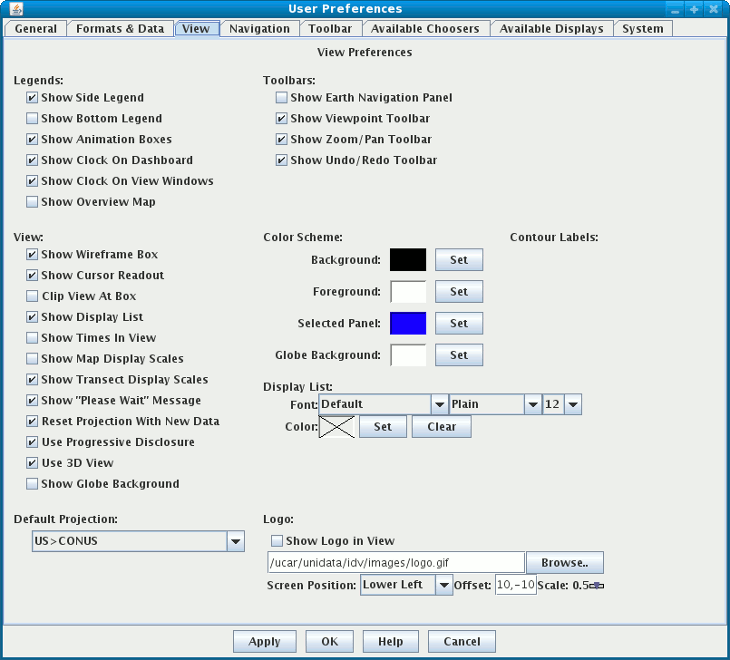 User Preferences
General Formats & Data View Navigation Toolbar Available Choosers Available Displays System
View Preferences
Legends:
Show Side Legend
Show Bottom Legend
Show Animation Boxes
Show Clock On Dashboard
Show Clock On View Windows
Show Overview Map
Toolbars:
Show Earth Navigation Panel
Show Viewpoint Toolbar
Show Zoom/Pan Toolbar
Show Undo/Redo Toolbar
View:
Show Wireframe Box
Show Cursor Readout
Clip View At Box
Show Display List
Show Times In View
Show Map Display Scales
Show Transect Display Scales
Show "Please Wait" Message
Reset Projection With New Data
Use Progressive Disclosure
Use 3D View
Show Globe Background
Color Scheme:
Background: Set
Foreground: Set
Selected Panel: Set
Globe Background: Set
Contour Labels:
Display List:
Font: Default Plain 12
Color: Set Clear
Default Projection:
US>CONUS
Logo:
Show Logo in View
/ucar/unidata/idv/images/logo.gif Browse..
Screen Position: Lower Left Offset: 10,-10 Scale: 0.5
Apply OK Help Cancel